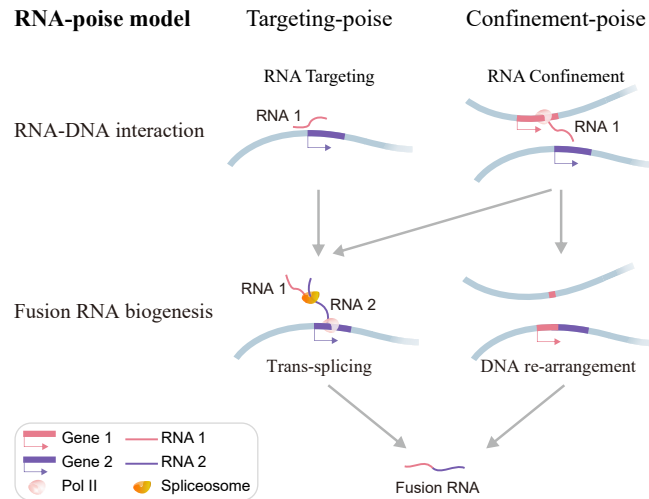 RNA-poise model
Targeting-poise
Confinement-poise
RNA Targeting
RNA Confinement
RNA 1
RNA 1
RNA-DNA interaction
RNA 1
RNA 2
Fusion RNA biogenesis
Trans-splicing
DNA re-arrangement
Gene 1
RNA 1
Gene 2
RNA 2
Pol II
Spliceosome
Fusion RNA